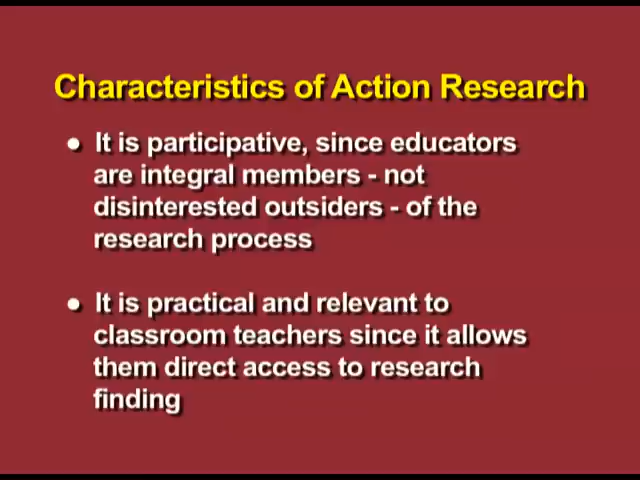 Characteristics of Action Research
● It is participative, since educators
are integral members - not
disinterested outsiders - of the
research process
● It is practical and relevant to
classroom teachers since it allows
them direct access to research
finding